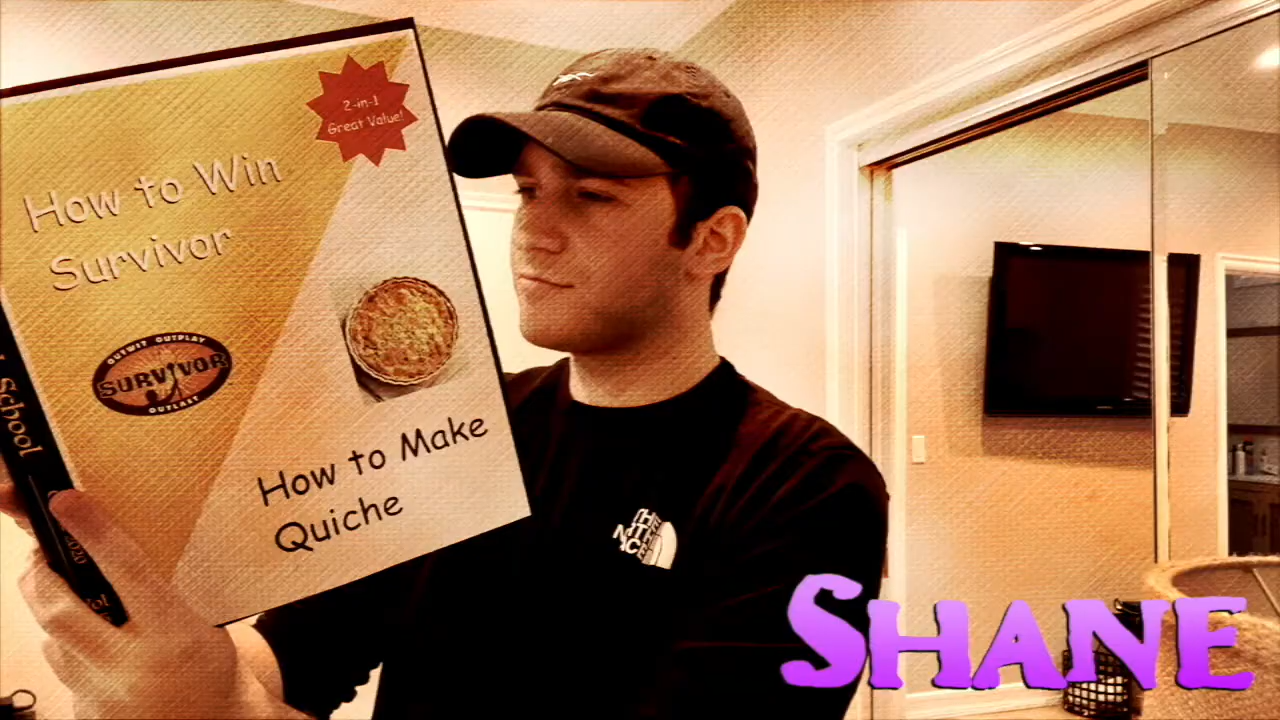 2-in-1
Great Value!
How to Win
Survivor
OUTWIT OUTPLAY
SURVIVOR
OUTLAST
How to Make
Quiche
School
2020
THE
NORTH
FACE
SHANE